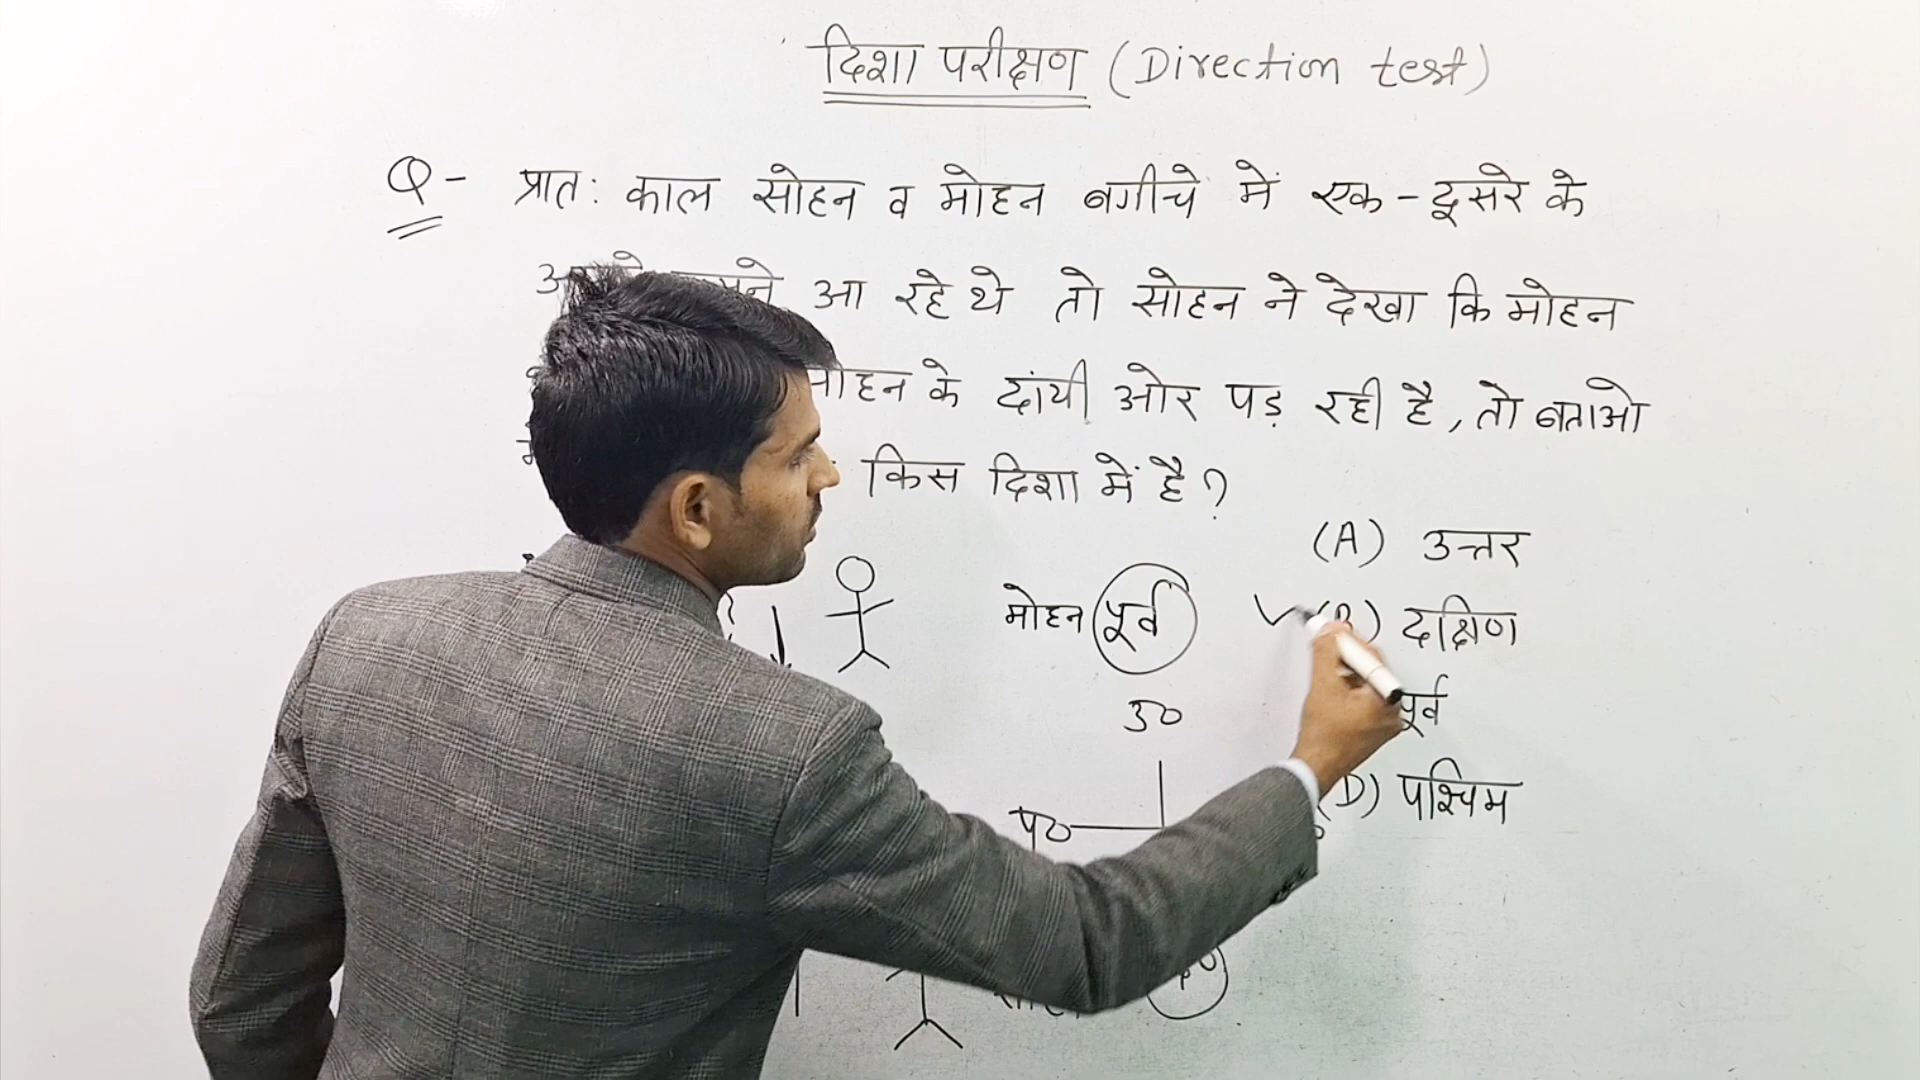 दिशा परीक्षण (Direction test)
Q- प्रातः काल सोहन व मोहन बगीचे में एक-दूसरे के
आ रहे थे तो सोहन ने देखा कि मोहन
के दांयी ओर पड़ रही है, तो बताओ
किस दिशा में है?
(A) उत्तर
मोहन पूर्व
(B) दक्षिण
उ०
पूर्व
प०
(D) पश्चिम